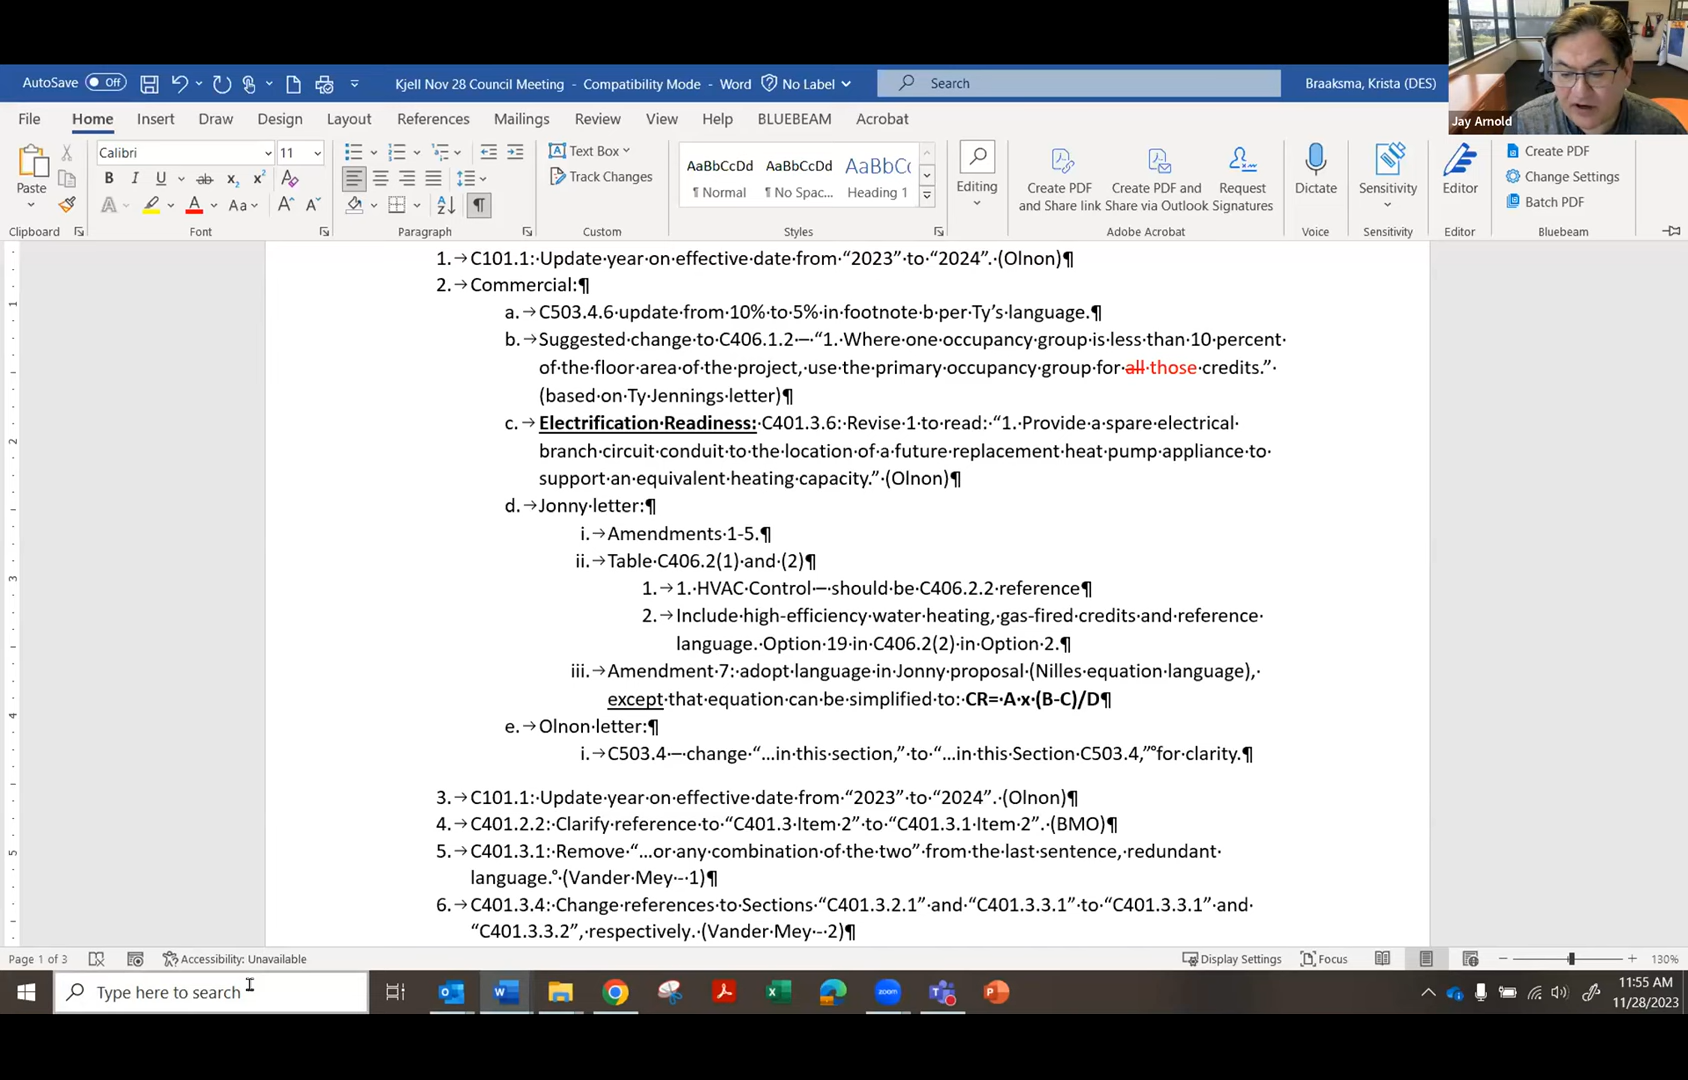 AutoSave Off
Kjell Nov 28 Council Meeting - Compatibility Mode - Word
No Label
Search
Braaksma, Krista (DES)
Jay Arnold
File Home Insert Draw Design Layout References Mailings Review View Help BLUEBEAM Acrobat
Paste
Calibri 11
Text Box
Track Changes
AaBbCcDd AaBbCcDd AaBbCc
¶ Normal ¶ No Spac... Heading 1
Editing
Create PDF and Share link
Create PDF and Share via Outlook
Request Signatures
Dictate
Sensitivity
Editor
Create PDF
Change Settings
Batch PDF
Clipboard Font Paragraph Custom Styles Adobe Acrobat Voice Sensitivity Editor Bluebeam
1. C101.1: Update year on effective date from “2023” to “2024”. (Olnon)¶
2. Commercial:¶
a. C503.4.6 update from 10% to 5% in footnote b per Ty’s language.¶
b. Suggested change to C406.1.2 – “1. Where one occupancy group is less than 10 percent
of the floor area of the project, use the primary occupancy group for all those credits.”
(based on Ty Jennings letter)¶
c. Electrification Readiness: C401.3.6: Revise 1 to read: “1. Provide a spare electrical
branch circuit conduit to the location of a future replacement heat pump appliance to
support an equivalent heating capacity.” (Olnon)¶
d. Jonny letter:¶
i. Amendments 1-5.¶
ii. Table C406.2(1) and (2)¶
1. 1. HVAC Control – should be C406.2.2 reference¶
2. Include high-efficiency water heating, gas-fired credits and reference
language. Option 19 in C406.2(2) in Option 2.¶
iii. Amendment 7: adopt language in Jonny proposal (Nilles equation language),
except that equation can be simplified to: CR= A x (B-C)/D¶
e. Olnon letter:¶
i. C503.4 – change “…in this section,” to “…in this Section C503.4,”°for clarity.¶
3. C101.1: Update year on effective date from “2023” to “2024”. (Olnon)¶
4. C401.2.2: Clarify reference to “C401.3 Item 2” to “C401.3.1 Item 2”. (BMO)¶
5. C401.3.1: Remove “…or any combination of the two” from the last sentence, redundant
language.° (Vander Mey - 1)¶
6. C401.3.4: Change references to Sections “C401.3.2.1” and “C401.3.3.1” to “C401.3.3.1” and
“C401.3.3.2”, respectively. (Vander Mey - 2)¶
Page 1 of 3
Accessibility: Unavailable
Display Settings
Focus
130%
Type here to search
zoom
11:55 AM
11/28/2023